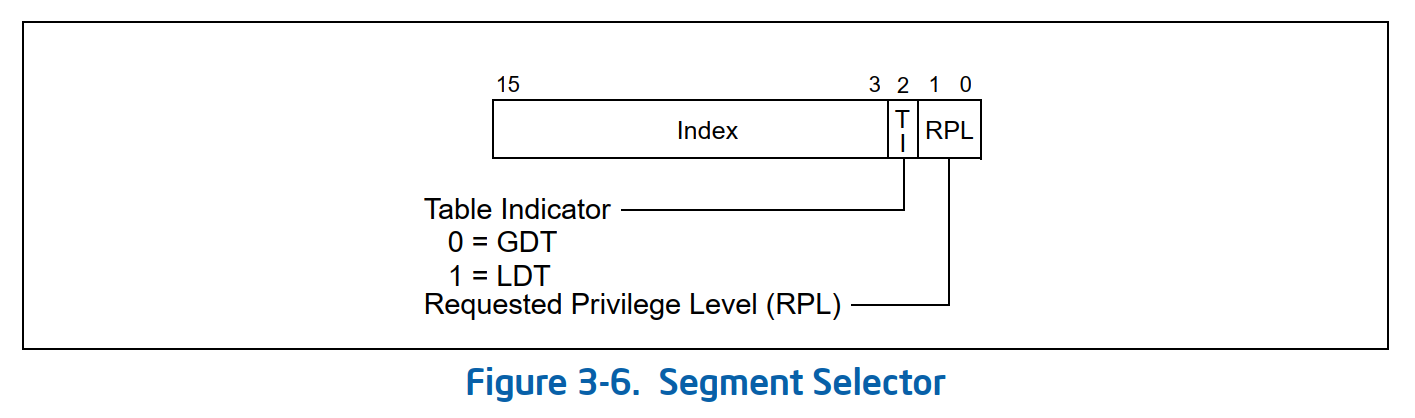 15 3 2 1 0
Index T I RPL
Table Indicator
0 = GDT
1 = LDT
Requested Privilege Level (RPL)
Figure 3-6. Segment Selector